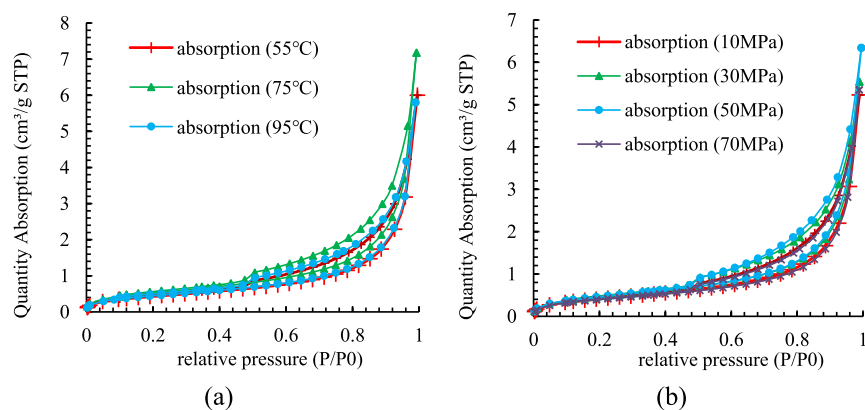 8
7
6
5
4
3
2
1
0
Quantity Absorption (cm³/g STP)
absorption (55℃)
absorption (75℃)
absorption (95℃)
0 0.2 0.4 0.6 0.8 1
relative pressure (P/P0)
(a)
7
6
5
4
3
2
1
0
Quantity Absorption (cm³/g STP)
absorption (10MPa)
absorption (30MPa)
absorption (50MPa)
absorption (70MPa)
0 0.2 0.4 0.6 0.8 1
relative pressure (P/P0)
(b)